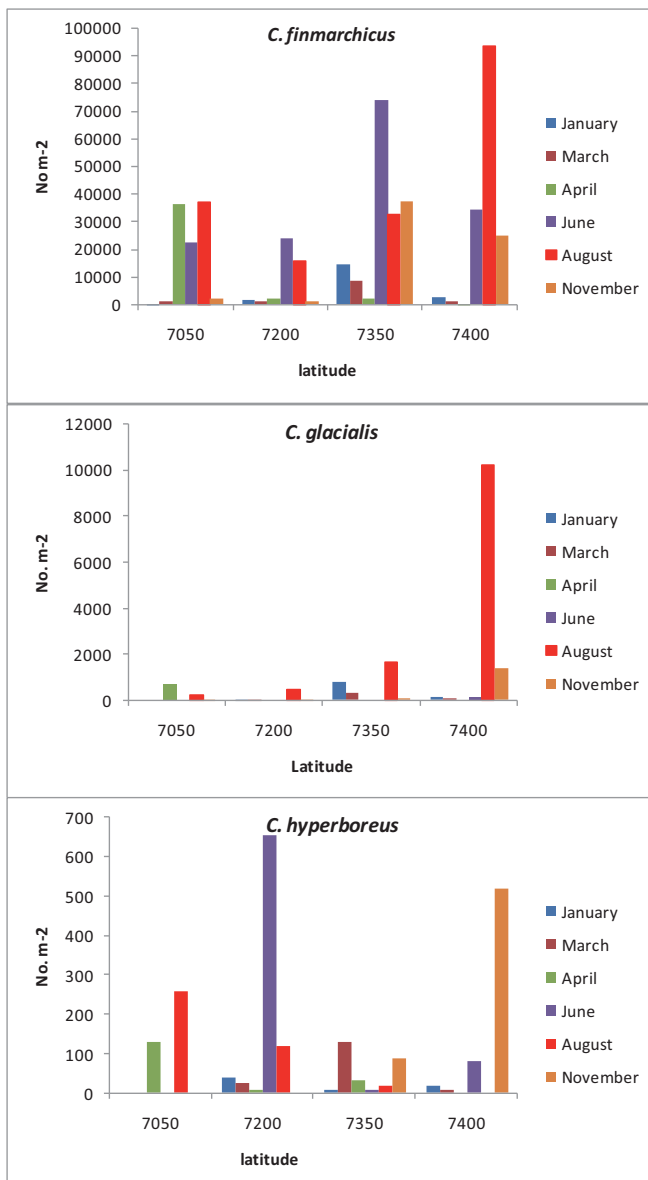 C. finmarchicus
100000
90000
80000
70000
60000
50000
40000
30000
20000
10000
0
No m-2
7050 7200 7350 7400
latitude
January
March
April
June
August
November
C. glacialis
12000
10000
8000
6000
4000
2000
0
No. m-2
7050 7200 7350 7400
Latitude
January
March
April
June
August
November
C. hyperboreus
700
600
500
400
300
200
100
0
No. m-2
7050 7200 7350 7400
latitude
January
March
April
June
August
November